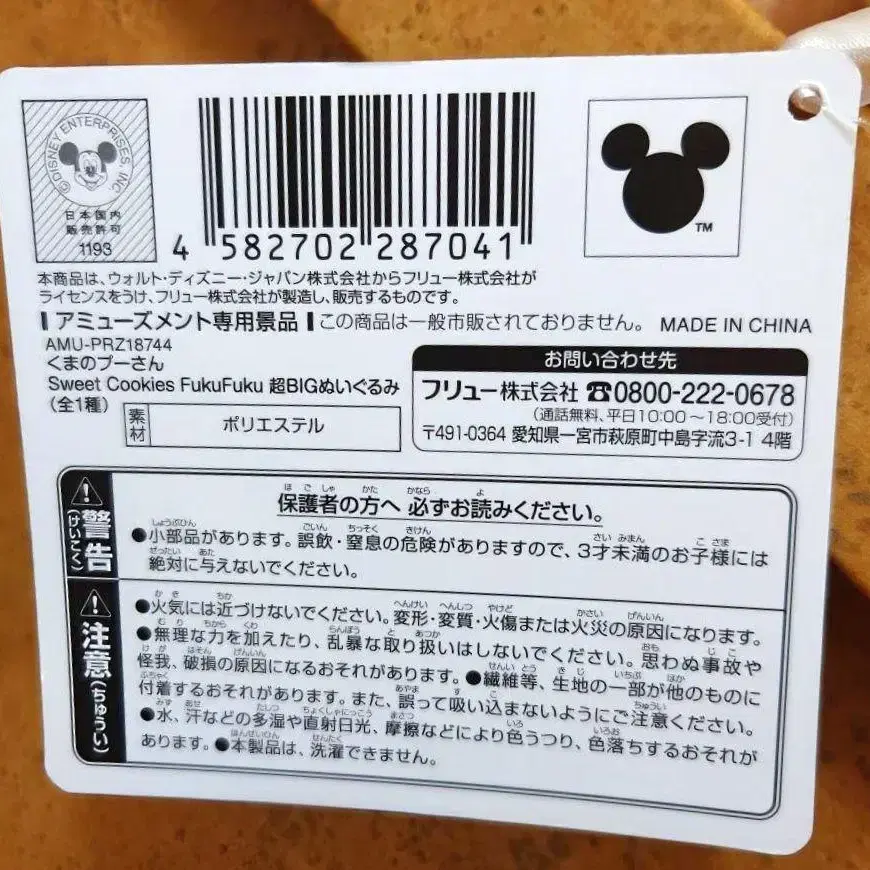 © DISNEY ENTERPRISES, INC
日本国内
販売許可
1193
4 582702 287041
TM
本商品は、ウォルト・ディズニー・ジャパン株式会社からフリュー株式会社が
ライセンスをうけ、フリュー株式会社が製造し、販売するものです。
アミューズメント専用景品 この商品は一般市販されておりません。 MADE IN CHINA
AMU-PRZ18744
くまのプーさん
Sweet Cookies FukuFuku 超BIGぬいぐるみ
(全1種)
素材
ポリエステル
お問い合わせ先
フリュー株式会社 ☎0800-222-0678
(通話無料、平日10:00~18:00受付)
〒491-0364 愛知県一宮市萩原町中島字流3-1 4階
警告(けいこく)
保護者の方へ 必ずお読みください。
●小部品があります。誤飲・窒息の危険がありますので、3才未満のお子様には
絶対に与えないでください。
注意(ちゅうい)
●火気には近づけないでください。変形・変質・火傷または火災の原因になります。
●無理な力を加えたり、乱暴な取り扱いはしないでください。思わぬ事故や
怪我、破損の原因になるおそれがあります。●繊維等、生地の一部が他のものに
付着するおそれがあります。また、誤って吸い込まないようにご注意ください。
●水、汗などの多湿や直射日光、摩擦などにより色うつり、色落ちするおそれが
あります。●本製品は、洗濯できません。